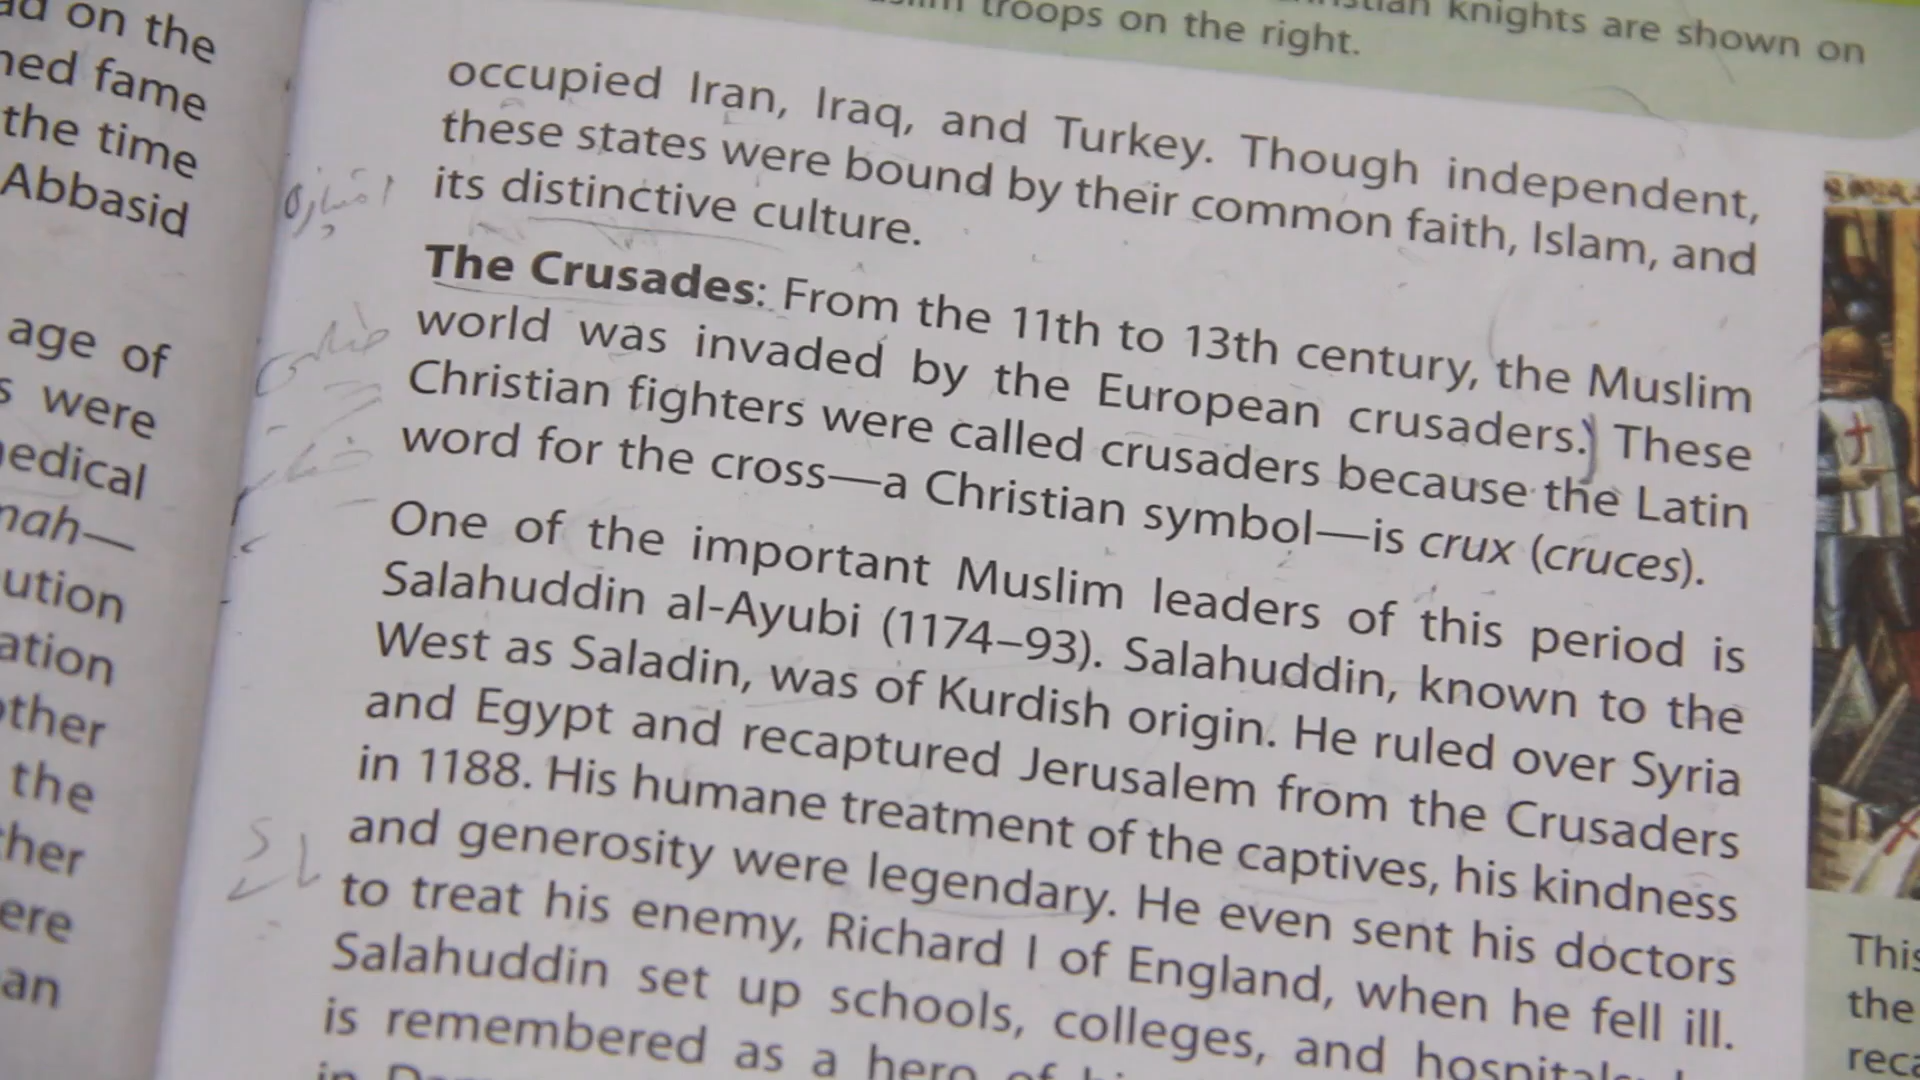 ad on the
ned fame
the time
Abbasid
age of
s were
nedical
nah—
ution
ation
other
the
ther
ere
an
troops on the right.
knights are shown on
occupied Iran, Iraq, and Turkey. Though independent,
these states were bound by their common faith, Islam, and
its distinctive culture.
The Crusades: From the 11th to 13th century, the Muslim
world was invaded by the European crusaders. These
Christian fighters were called crusaders because the Latin
word for the cross—a Christian symbol—is crux (cruces).
One of the important Muslim leaders of this period is
Salahuddin al-Ayubi (1174–93). Salahuddin, known to the
West as Saladin, was of Kurdish origin. He ruled over Syria
and Egypt and recaptured Jerusalem from the Crusaders
in 1188. His humane treatment of the captives, his kindness
and generosity were legendary. He even sent his doctors
to treat his enemy, Richard I of England, when he fell ill.
Salahuddin set up schools, colleges, and
is remembered as a hero of
in
This
the